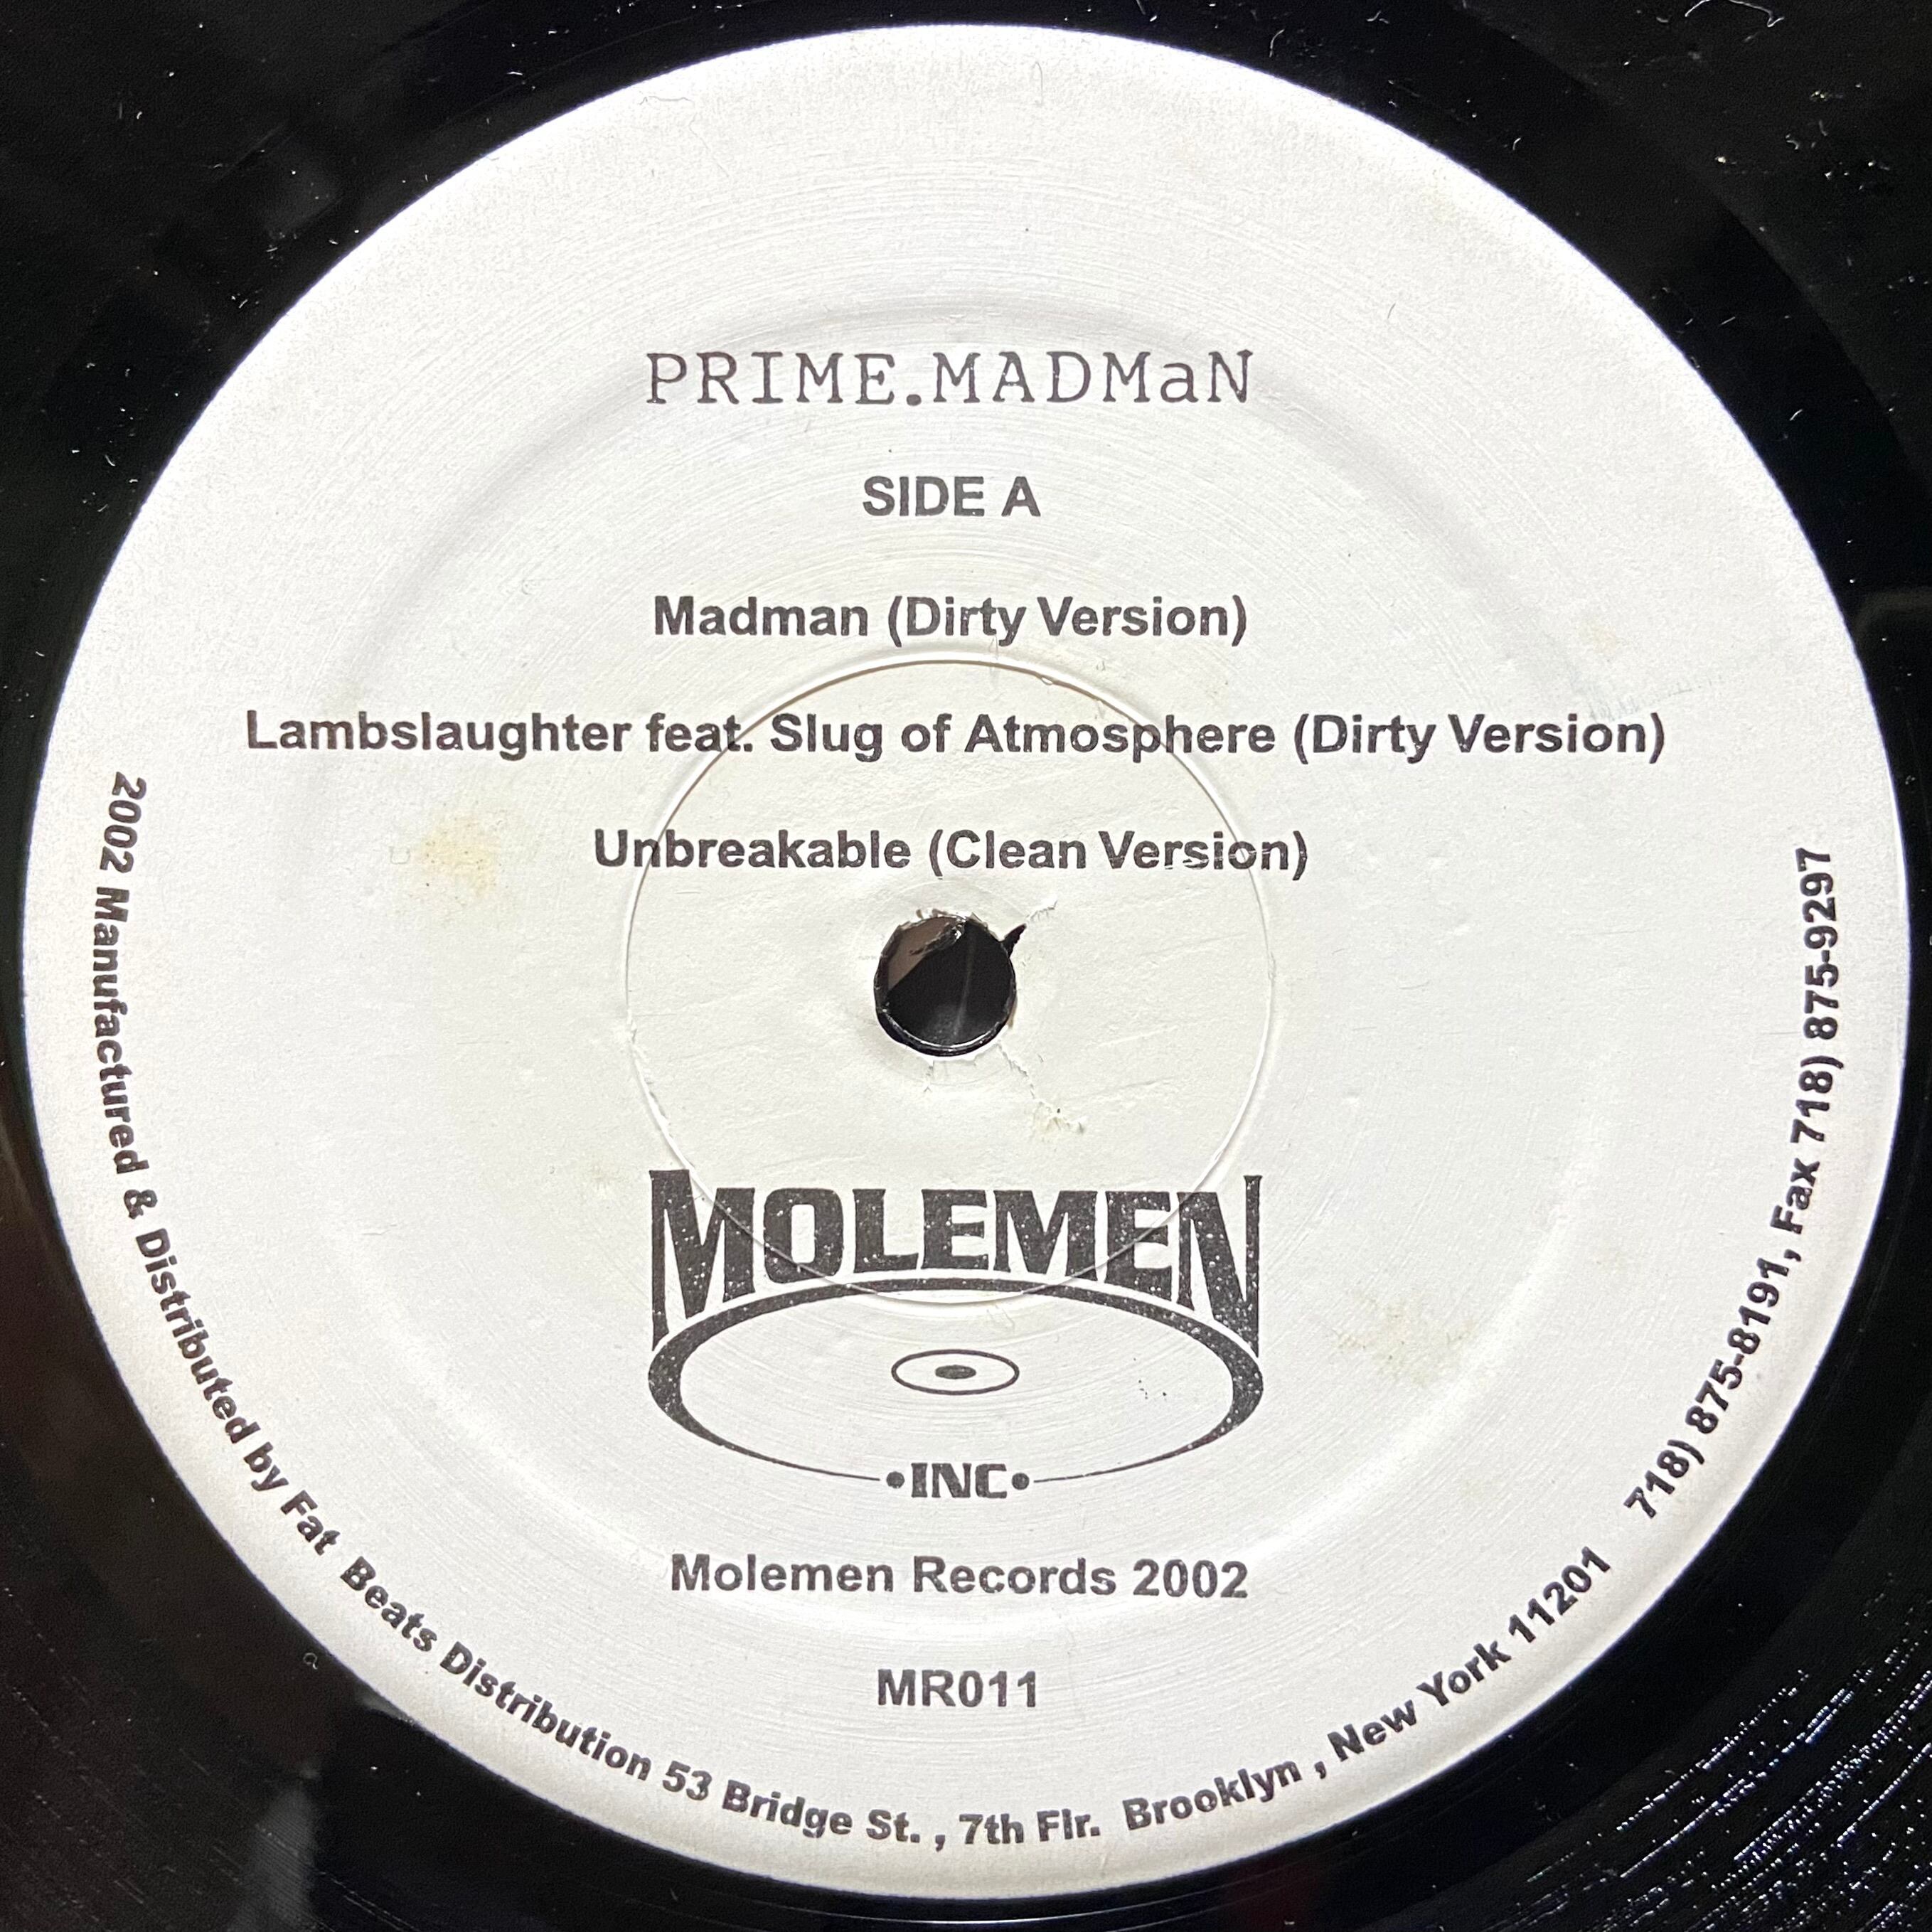 PRIME.MADMaN
SIDE A
Madman (Dirty Version)
Lambslaughter feat. Slug of Atmosphere (Dirty Version)
Unbreakable (Clean Version)
MOLEMEN
•INC•
Molemen Records 2002
MR011
2002 Manufactured & Distributed by Fat Beats Distribution 53 Bridge St. , 7th Flr. Brooklyn , New York 11201 718) 875-8191, Fax 718) 875-9297